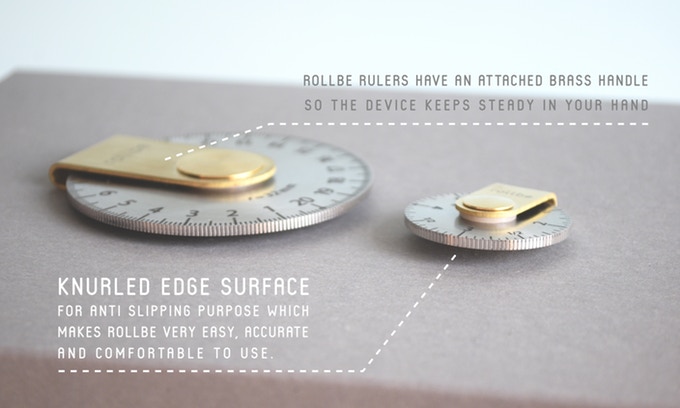 ROLLBE RULERS HAVE AN ATTACHED BRASS HANDLE
SO THE DEVICE KEEPS STEADY IN YOUR HAND
KNURLED EDGE SURFACE
FOR ANTI SLIPPING PURPOSE WHICH
MAKES ROLLBE VERY EASY, ACCURATE
AND COMFORTABLE TO USE.